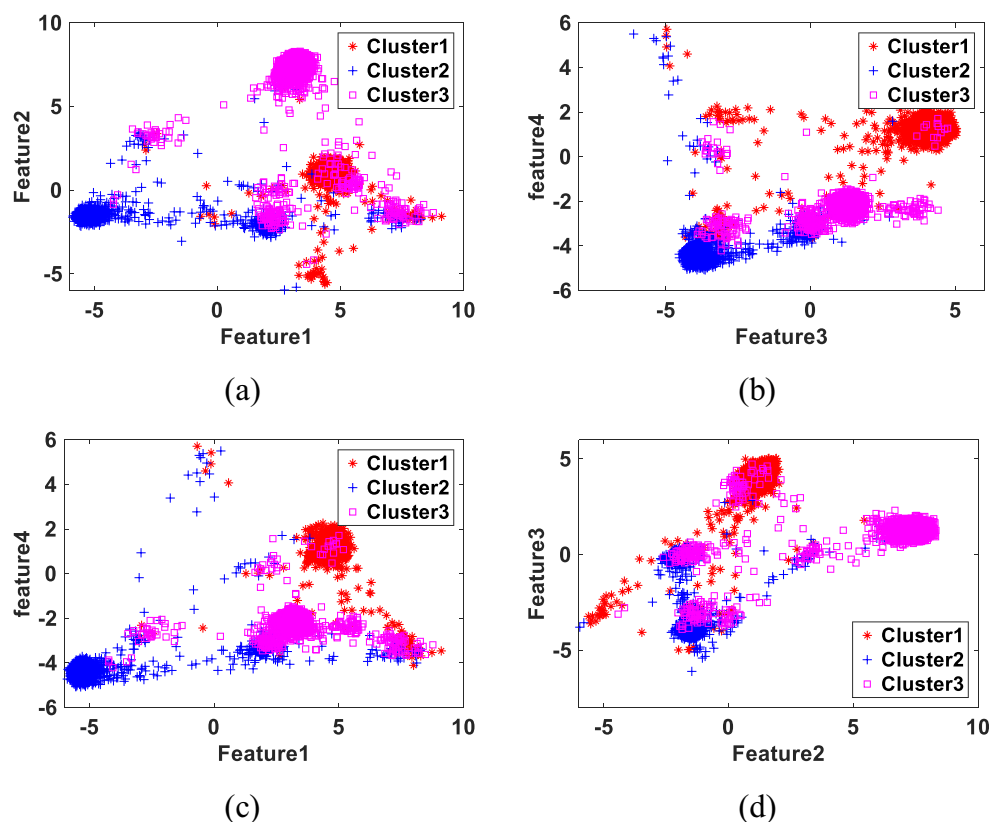 10
5
0
-5
Feature2
-5
0
5
10
Feature1
Cluster1
Cluster2
Cluster3
(a)
6
4
2
0
-2
-4
-6
feature4
-5
0
5
Feature3
Cluster1
Cluster2
Cluster3
(b)
6
4
2
0
-2
-4
-6
feature4
-5
0
5
10
Feature1
Cluster1
Cluster2
Cluster3
(c)
5
0
-5
Feature3
-5
0
5
10
Feature2
Cluster1
Cluster2
Cluster3
(d)